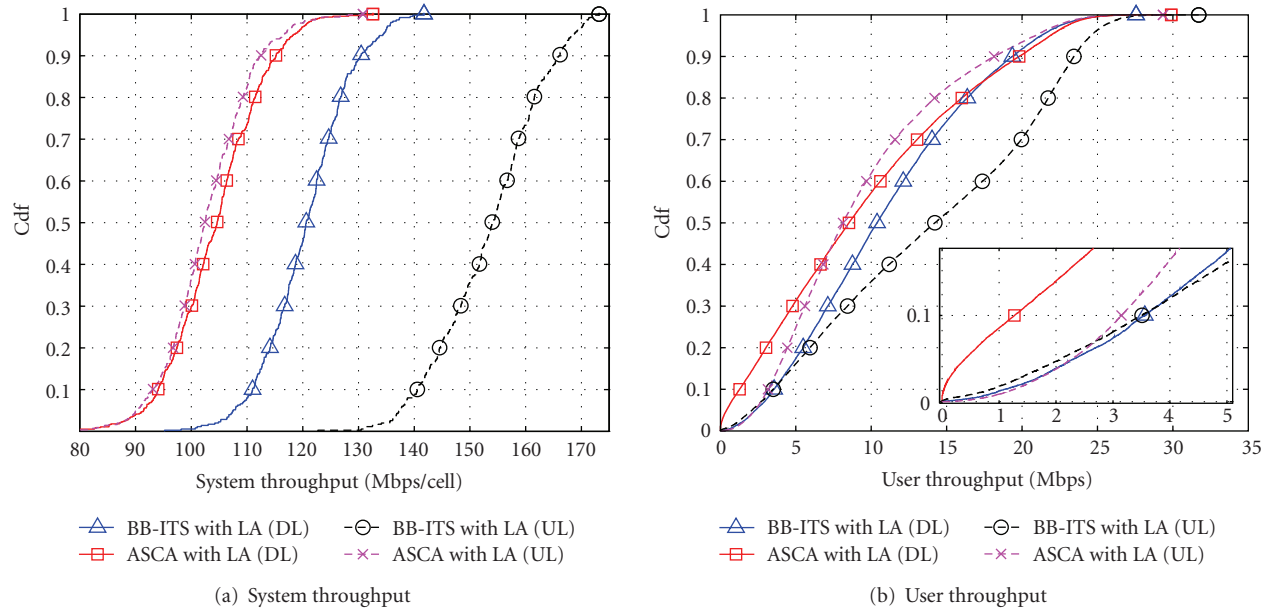 1
0.9
0.8
0.7
0.6
0.5
0.4
0.3
0.2
0.1
Cdf
80 90 100 110 120 130 140 150 160 170
System throughput (Mbps/cell)
BB-ITS with LA (DL)
ASCA with LA (DL)
BB-ITS with LA (UL)
ASCA with LA (UL)
(a) System throughput
1
0.9
0.8
0.7
0.6
0.5
0.4
0.3
0.2
0.1
0
Cdf
0.1
0
0 1 2 3 4 5
0 5 10 15 20 25 30 35
User throughput (Mbps)
BB-ITS with LA (DL)
ASCA with LA (DL)
BB-ITS with LA (UL)
ASCA with LA (UL)
(b) User throughput